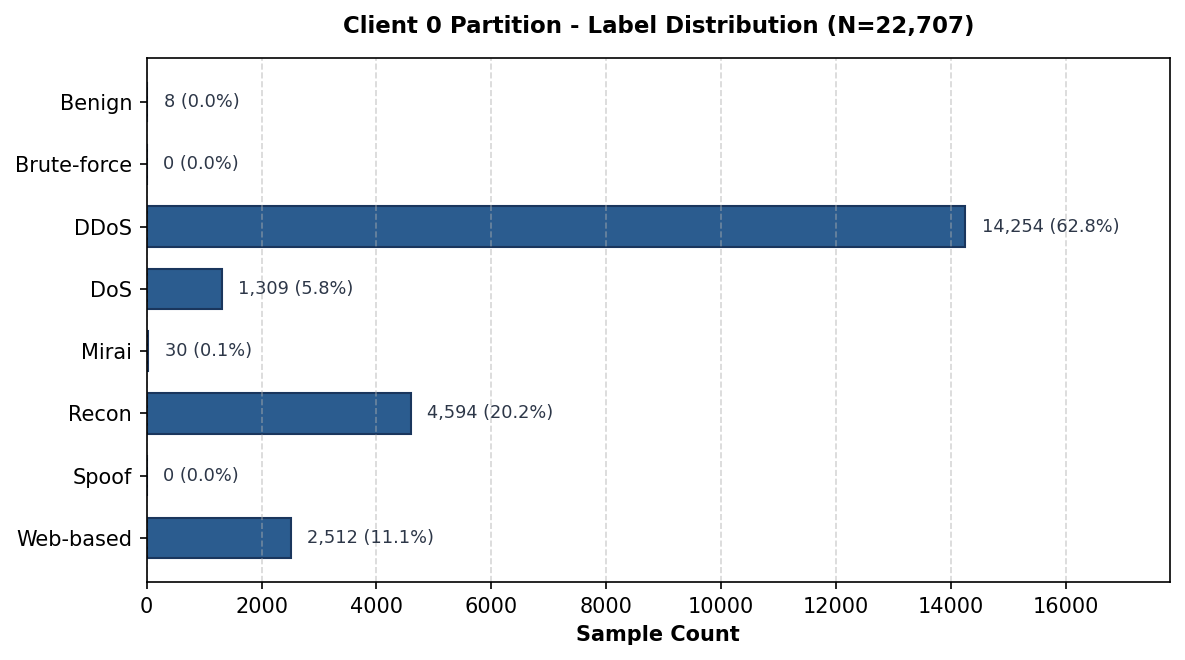 Client 0 Partition - Label Distribution (N=22,707)
Benign 8 (0.0%)
Brute-force 0 (0.0%)
DDoS 14,254 (62.8%)
DoS 1,309 (5.8%)
Mirai 30 (0.1%)
Recon 4,594 (20.2%)
Spoof 0 (0.0%)
Web-based 2,512 (11.1%)
0 2000 4000 6000 8000 10000 12000 14000 16000
Sample Count